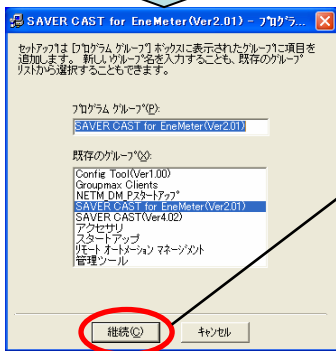 SAVER CAST for EneMeter(Ver2.01) - ﾌﾟﾛｸﾞﾗ...
ｾｯﾄｱｯﾌﾟは [ﾌﾟﾛｸﾞﾗﾑ ｸﾞﾙｰﾌﾟ] ﾎﾞｯｸｽに表示されたｸﾞﾙｰﾌﾟに項目を
追加します。 新しいｸﾞﾙｰﾌﾟ名を入力することも、既存のｸﾞﾙｰﾌﾟ
ﾘｽﾄから選択することもできます。
ﾌﾟﾛｸﾞﾗﾑ ｸﾞﾙｰﾌﾟ(P):
SAVER CAST for EneMeter(Ver2.01)
既存のｸﾞﾙｰﾌﾟ(X):
Config Tool(Ver1.00)
Groupmax Clients
NETM_DM_Pｽﾀｰﾄｱｯﾌﾟ
SAVER CAST for EneMeter(Ver2.01)
SAVER CAST(Ver4.02)
アクセサリ
スタートアップ
ﾘﾓｰﾄ ｵｰﾄﾒｰｼｮﾝ ﾏﾈｰｼﾞﾒﾝﾄ
管理ツール
継続(C)
ｷｬﾝｾﾙ